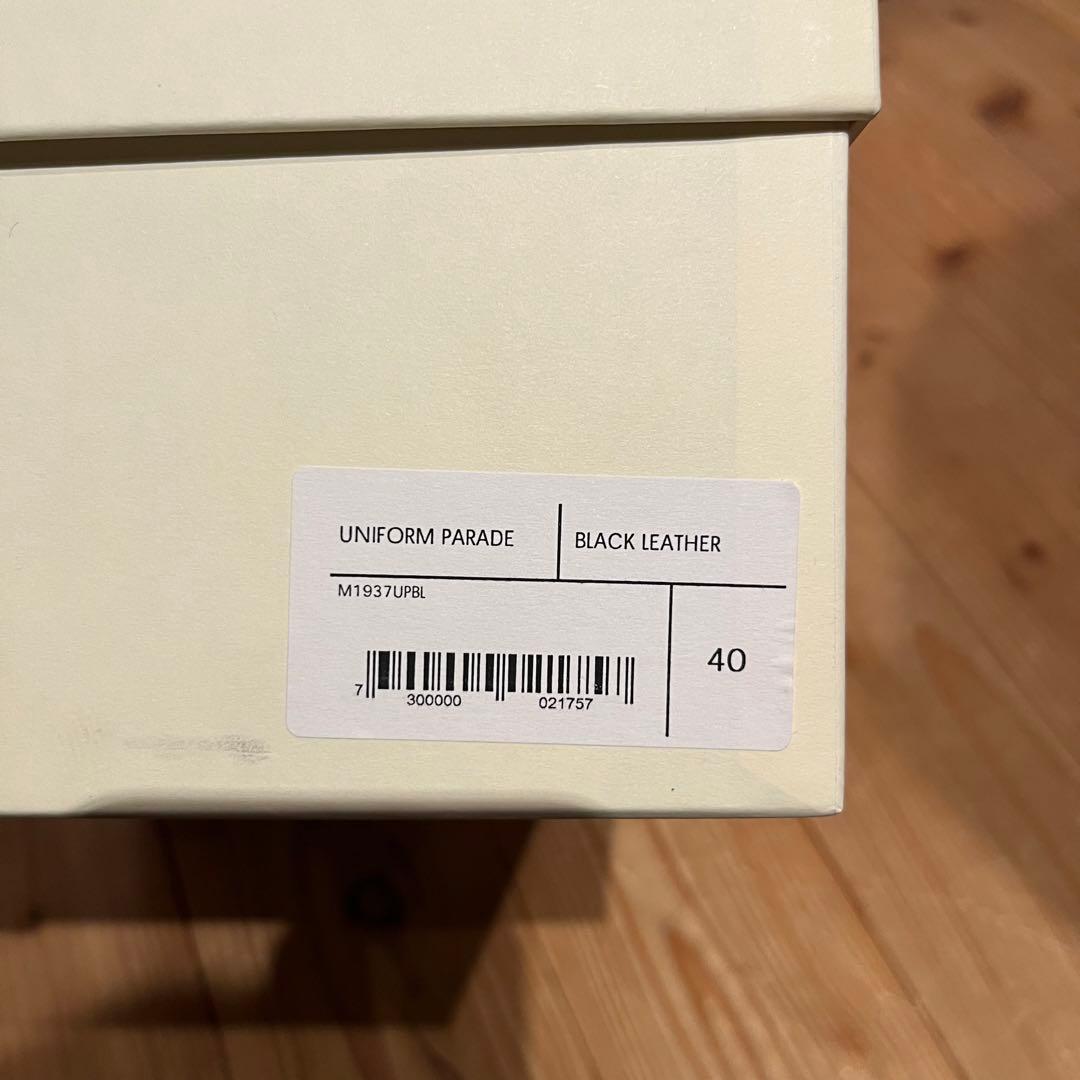 UNIFORM PARADE
BLACK LEATHER
M1937UPBL
40
7 300000 021757